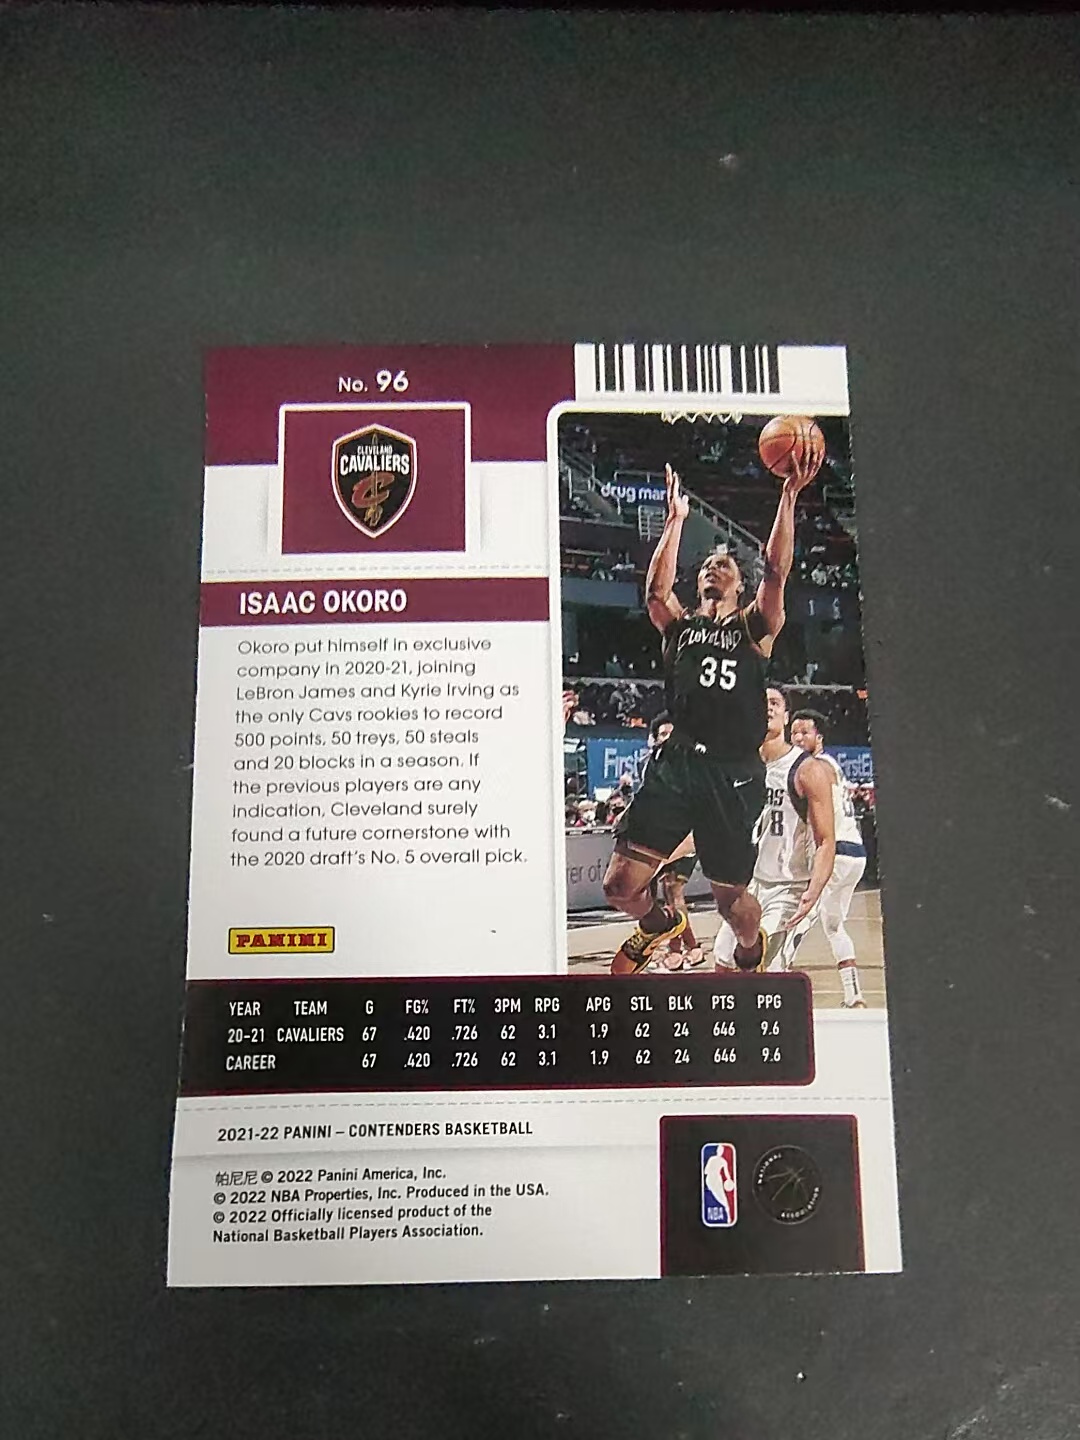 No. 96
CLEVELAND
CAVALIERS
C
ISAAC OKORO
Okoro put himself in exclusive
company in 2020-21, joining
LeBron James and Kyrie Irving as
the only Cavs rookies to record
500 points, 50 treys, 50 steals
and 20 blocks in a season. If
the previous players are any
indication, Cleveland surely
found a future cornerstone with
the 2020 draft's No. 5 overall pick.
PANINI
drug mar
CLEVELAND
35
8
YEAR TEAM G FG% FT% 3PM RPG APG STL BLK PTS PPG
20-21 CAVALIERS 67 .420 .726 62 3.1 1.9 62 24 646 9.6
CAREER 67 .420 .726 62 3.1 1.9 62 24 646 9.6
2021-22 PANINI – CONTENDERS BASKETBALL
帕尼尼 © 2022 Panini America, Inc.
© 2022 NBA Properties, Inc. Produced in the USA.
© 2022 Officially licensed product of the
National Basketball Players Association.
NBA
NATIONAL
ASSOCIATION